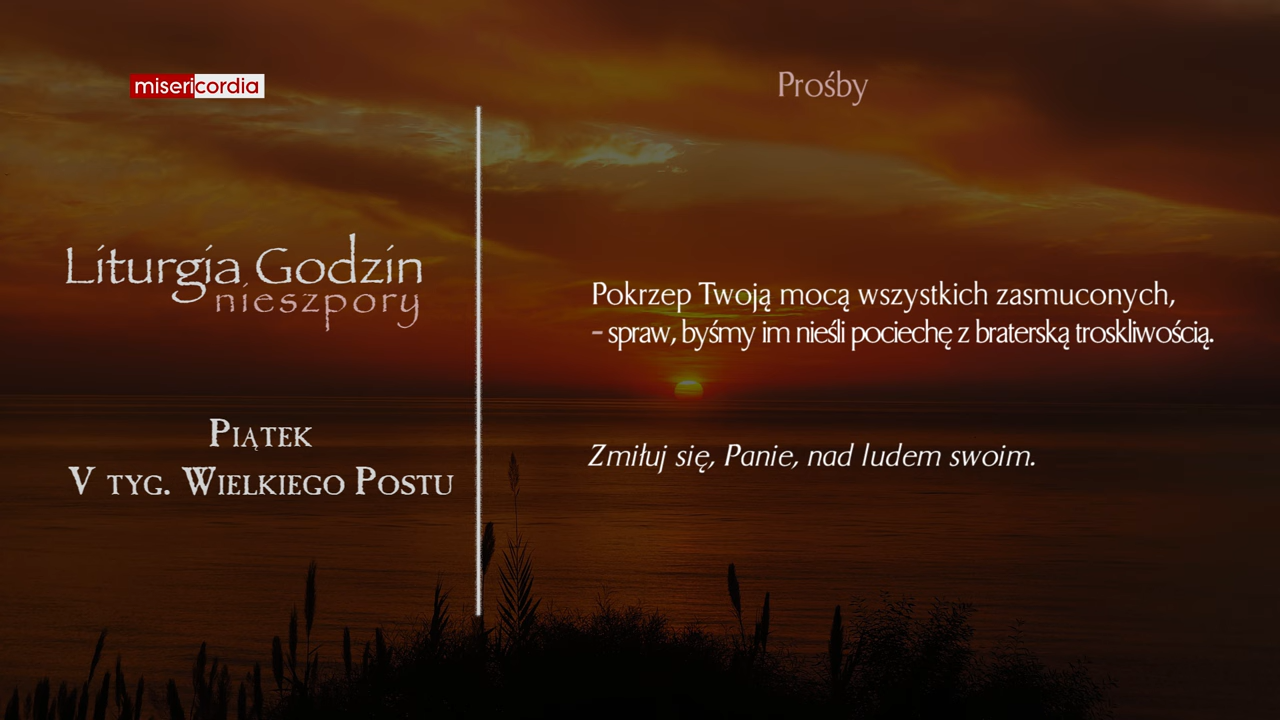 misericordia
Liturgia Godzin
nieszpory
Piątek
V tyg. Wielkiego Postu
Prośby
Pokrzep Twoją mocą wszystkich zasmuconych,
- spraw, byśmy im nieśli pociechę z braterską troskliwością.
Zmiłuj się, Panie, nad ludem swoim.